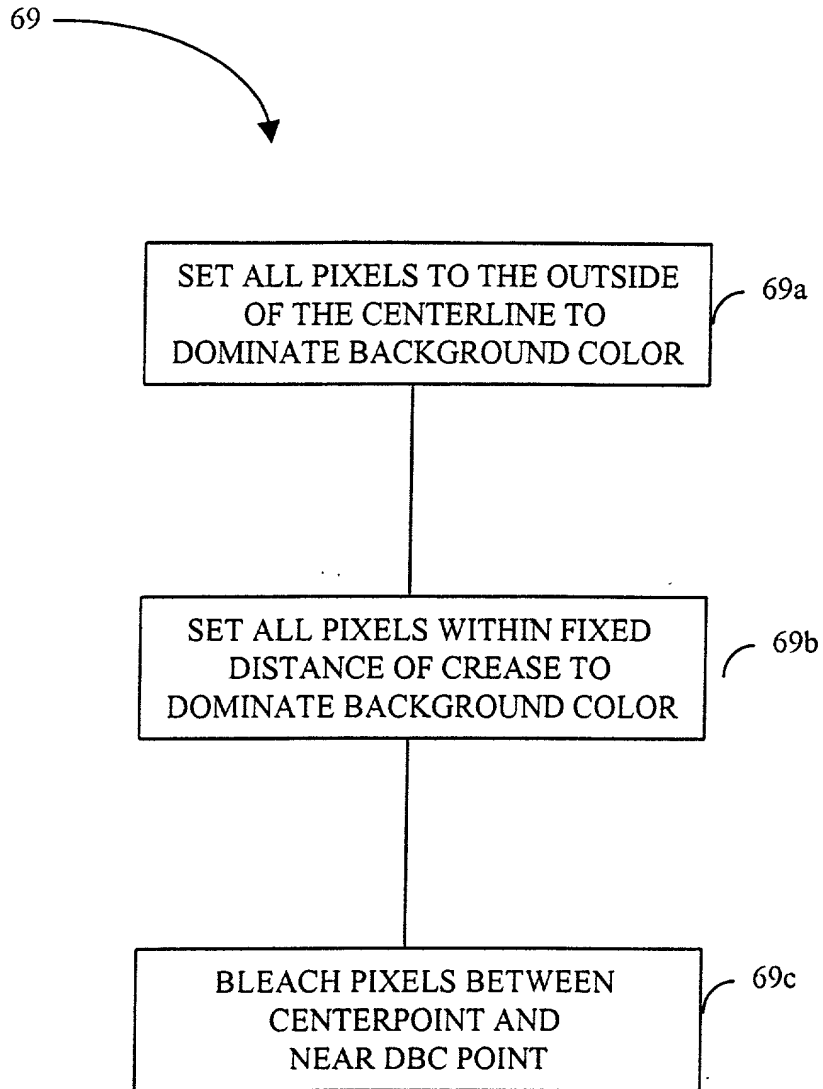 69
SET ALL PIXELS TO THE OUTSIDE
OF THE CENTERLINE TO
DOMINATE BACKGROUND COLOR
69a
SET ALL PIXELS WITHIN FIXED
DISTANCE OF CREASE TO
DOMINATE BACKGROUND COLOR
69b
BLEACH PIXELS BETWEEN
CENTERPOINT AND
NEAR DBC POINT
69c